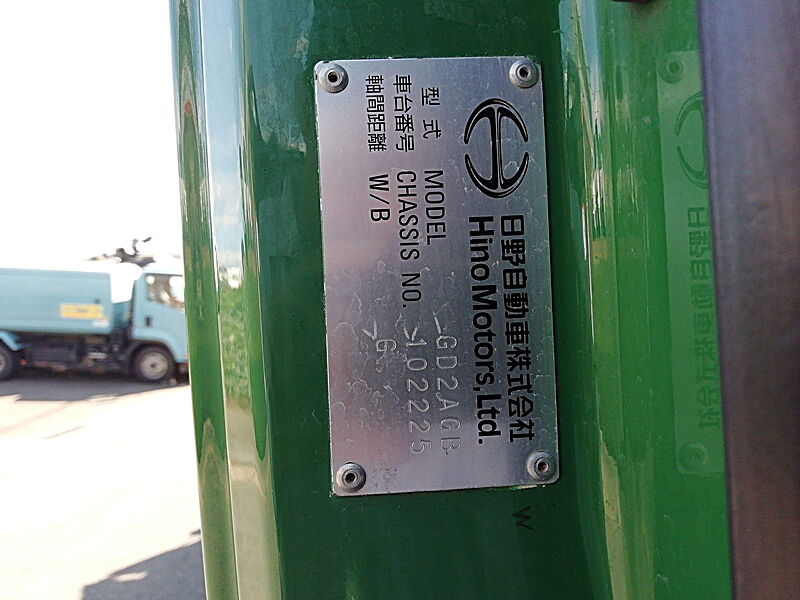 日野自動車株式会社
Hino Motors,Ltd.
型式 MODEL GD2AGB
車台番号 CHASSIS NO. 102225
軸間距離 W/B G
W